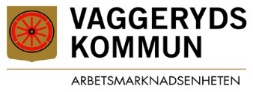 VAGGERYDS
KOMMUN
ARBETSMARKNADSENHETEN